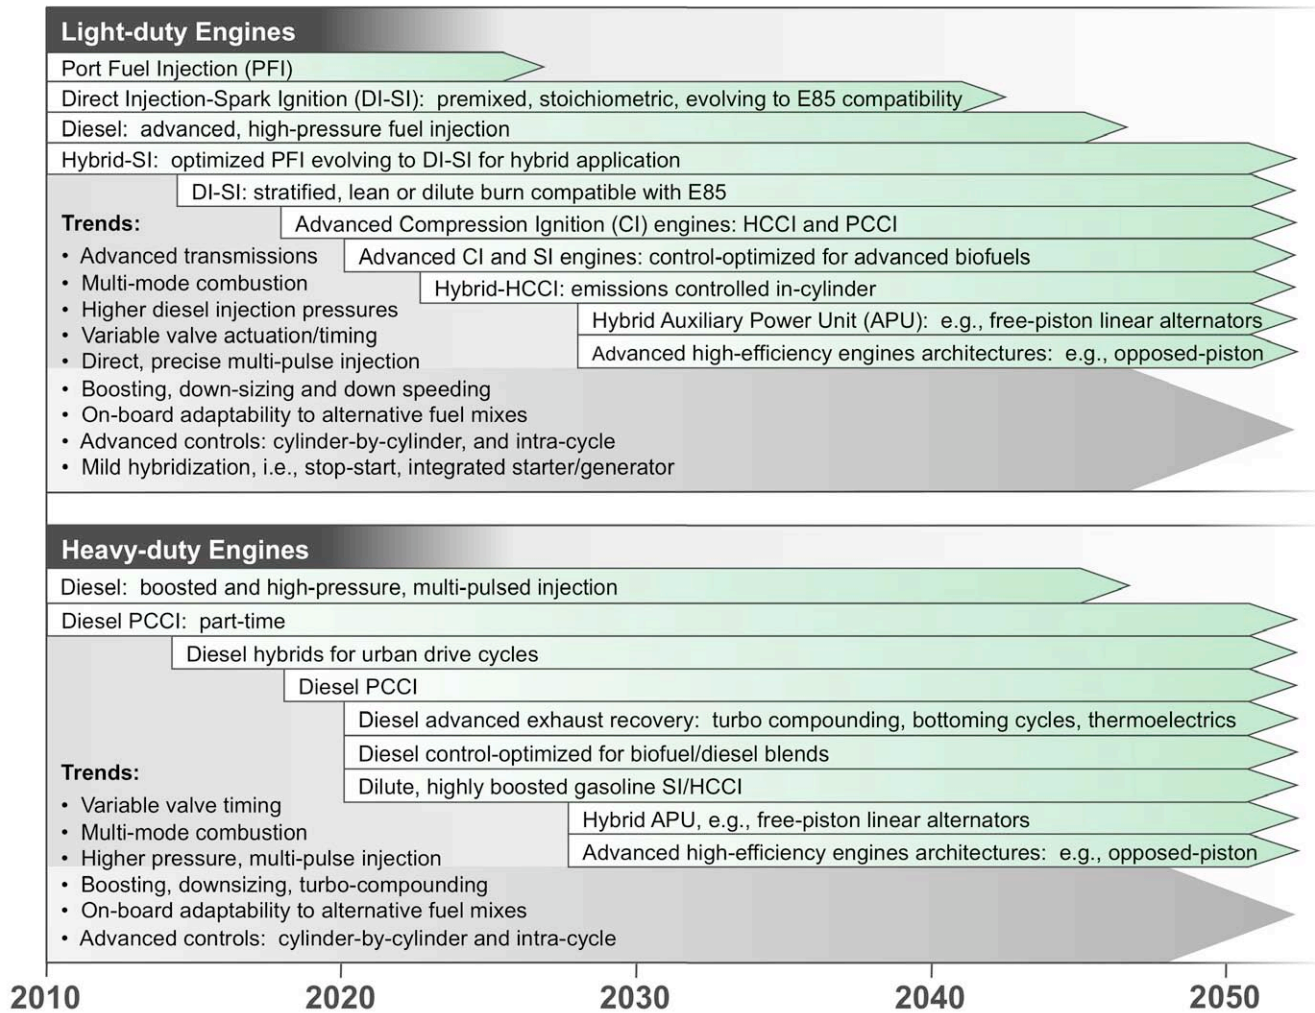 Light-duty Engines
Port Fuel Injection (PFI)
Direct Injection-Spark Ignition (DI-SI): premixed, stoichiometric, evolving to E85 compatibility
Diesel: advanced, high-pressure fuel injection
Hybrid-SI: optimized PFI evolving to DI-SI for hybrid application
DI-SI: stratified, lean or dilute burn compatible with E85
Advanced Compression Ignition (CI) engines: HCCI and PCCI
Advanced CI and SI engines: control-optimized for advanced biofuels
Hybrid-HCCI: emissions controlled in-cylinder
Hybrid Auxiliary Power Unit (APU): e.g., free-piston linear alternators
Advanced high-efficiency engines architectures: e.g., opposed-piston
Trends:
• Advanced transmissions
• Multi-mode combustion
• Higher diesel injection pressures
• Variable valve actuation/timing
• Direct, precise multi-pulse injection
• Boosting, down-sizing and down speeding
• On-board adaptability to alternative fuel mixes
• Advanced controls: cylinder-by-cylinder, and intra-cycle
• Mild hybridization, i.e., stop-start, integrated starter/generator
Heavy-duty Engines
Diesel: boosted and high-pressure, multi-pulsed injection
Diesel PCCI: part-time
Diesel hybrids for urban drive cycles
Diesel PCCI
Diesel advanced exhaust recovery: turbo compounding, bottoming cycles, thermoelectrics
Diesel control-optimized for biofuel/diesel blends
Dilute, highly boosted gasoline SI/HCCI
Hybrid APU, e.g., free-piston linear alternators
Advanced high-efficiency engines architectures: e.g., opposed-piston
Trends:
• Variable valve timing
• Multi-mode combustion
• Higher pressure, multi-pulse injection
• Boosting, downsizing, turbo-compounding
• On-board adaptability to alternative fuel mixes
• Advanced controls: cylinder-by-cylinder and intra-cycle
2010 2020 2030 2040 2050